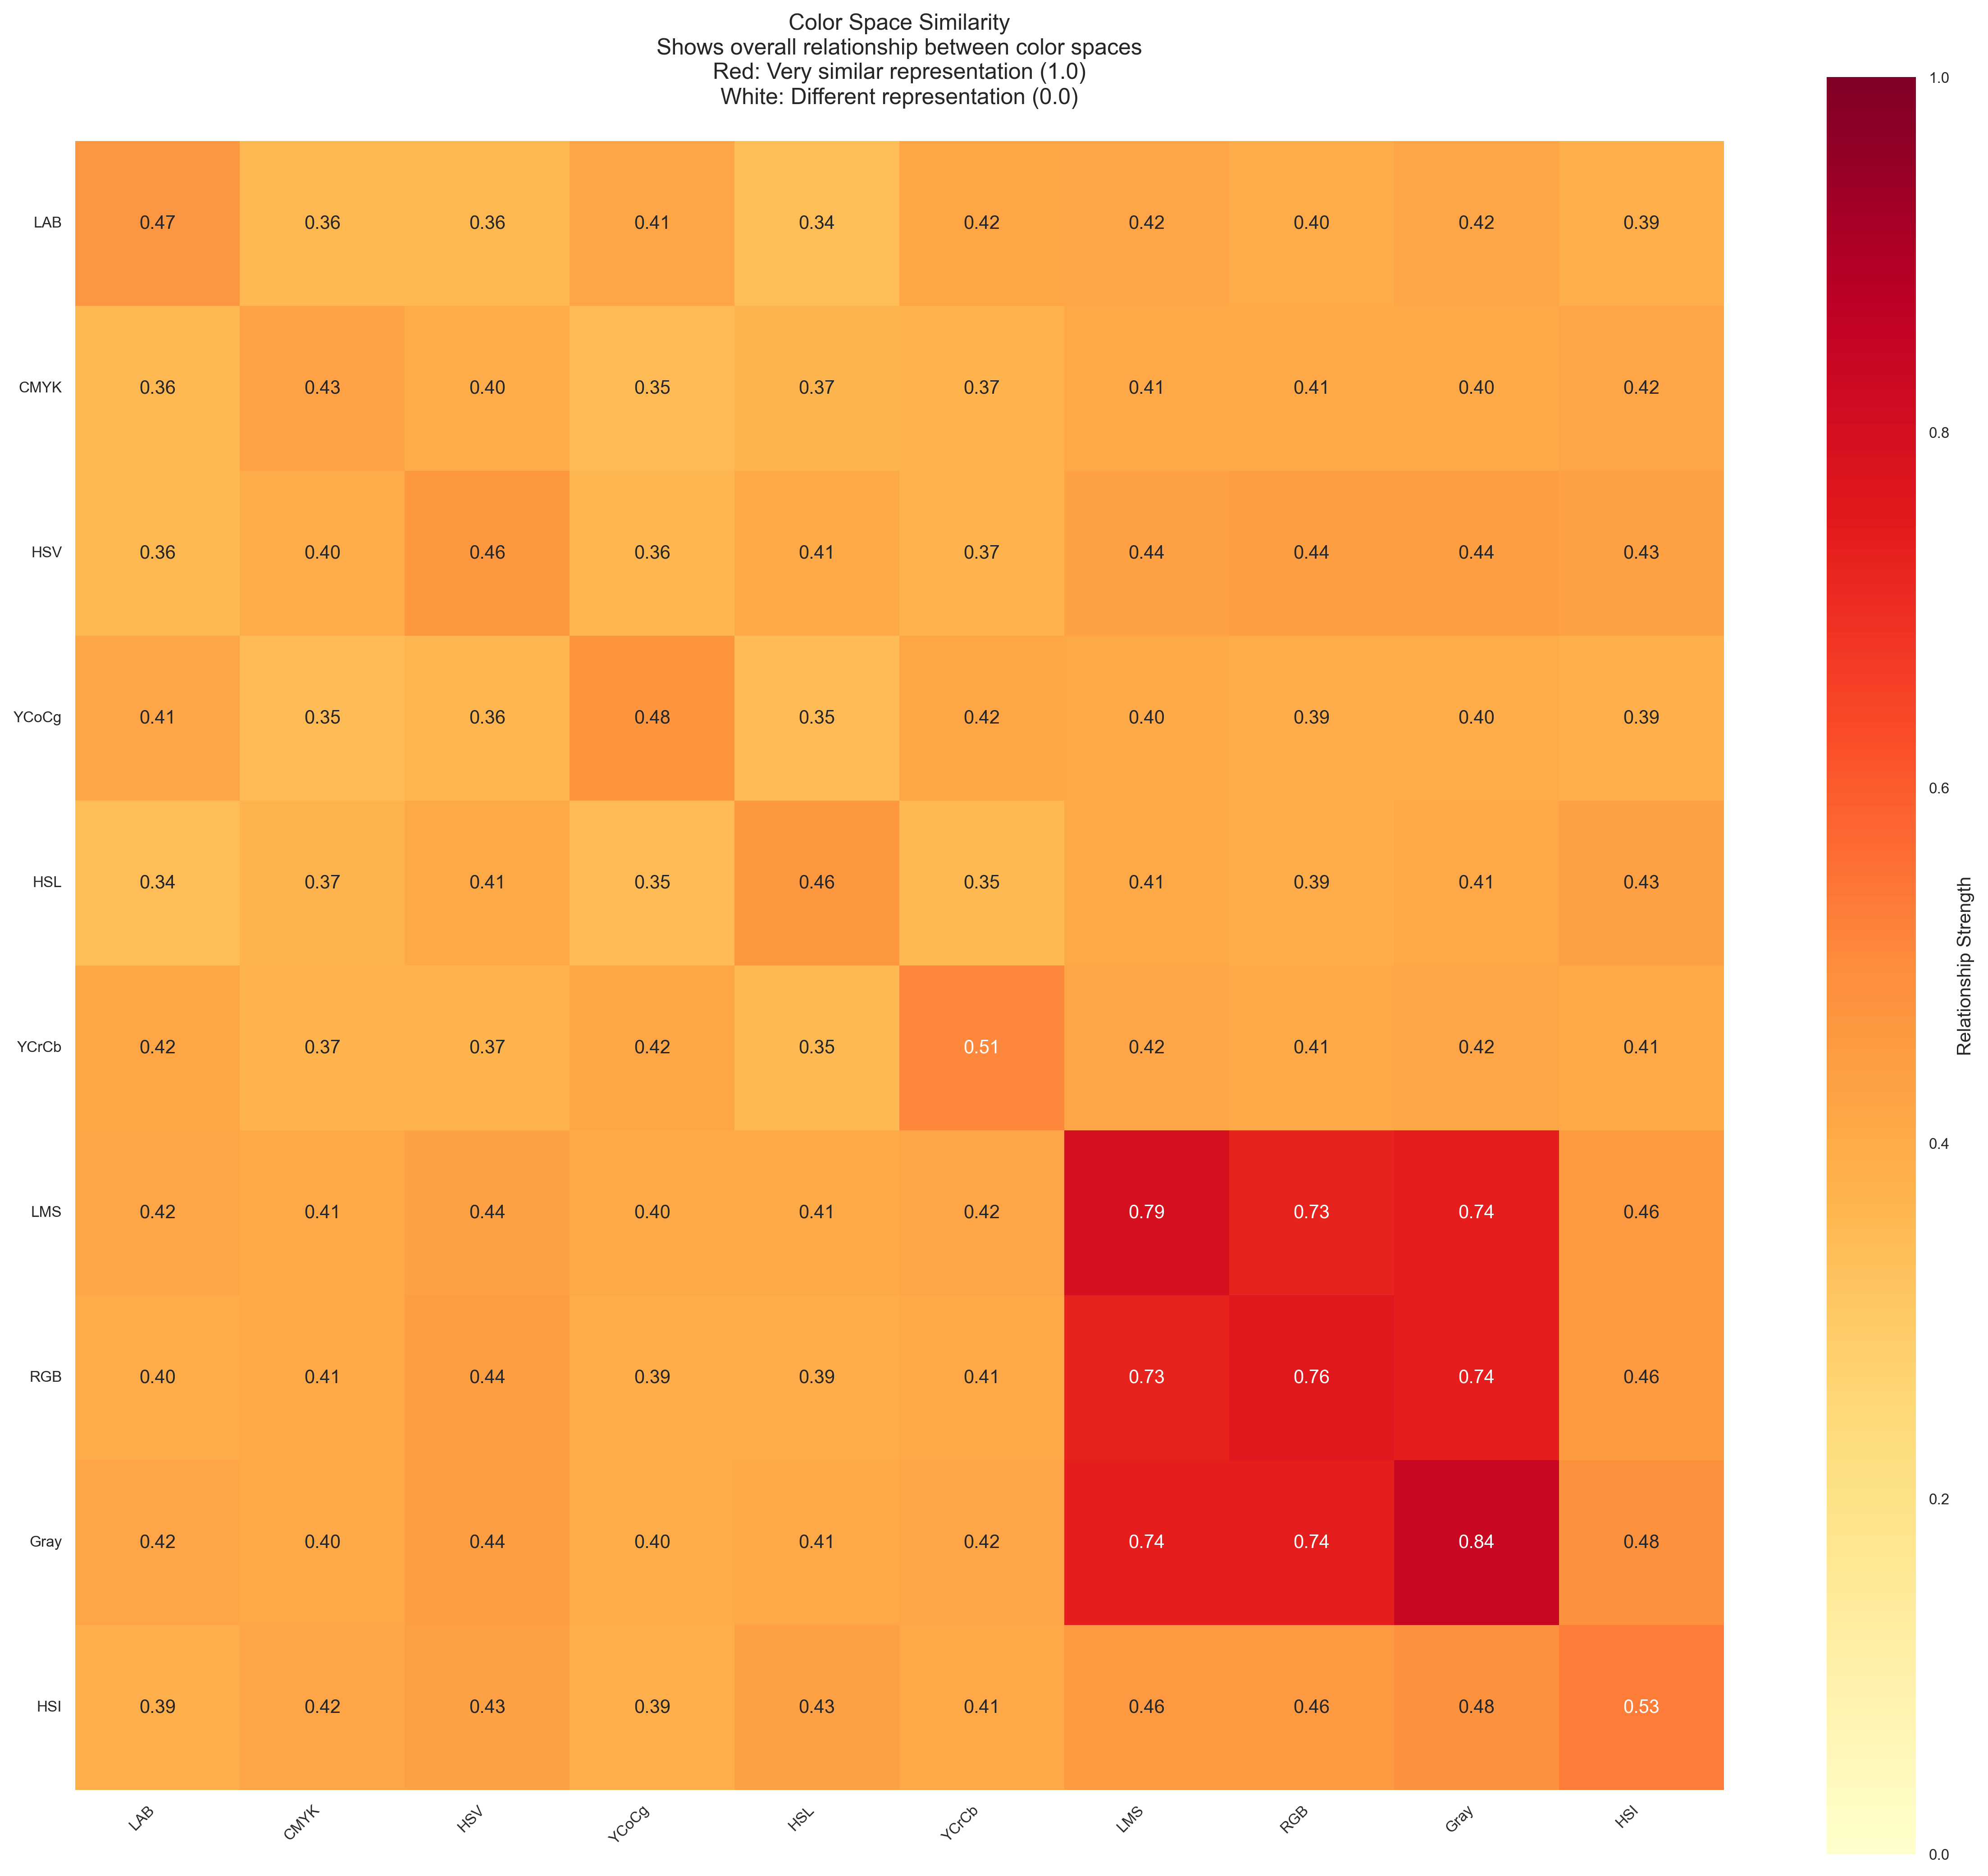 Color Space Similarity
Shows overall relationship between color spaces
Red: Very similar representation (1.0)
White: Different representation (0.0)
LAB 0.47 0.36 0.36 0.41 0.34 0.42 0.42 0.40 0.42 0.39
CMYK 0.36 0.43 0.40 0.35 0.37 0.37 0.41 0.41 0.40 0.42
HSV 0.36 0.40 0.46 0.36 0.41 0.37 0.44 0.44 0.44 0.43
YCoCg 0.41 0.35 0.36 0.48 0.35 0.42 0.40 0.39 0.40 0.39
HSL 0.34 0.37 0.41 0.35 0.46 0.35 0.41 0.39 0.41 0.43
YCrCb 0.42 0.37 0.37 0.42 0.35 0.51 0.42 0.41 0.42 0.41
LMS 0.42 0.41 0.44 0.40 0.41 0.42 0.79 0.73 0.74 0.46
RGB 0.40 0.41 0.44 0.39 0.39 0.41 0.73 0.76 0.74 0.46
Gray 0.42 0.40 0.44 0.40 0.41 0.42 0.74 0.74 0.84 0.48
HSI 0.39 0.42 0.43 0.39 0.43 0.41 0.46 0.46 0.48 0.53
LAB CMYK HSV YCoCg HSL YCrCb LMS RGB Gray HSI
1.0
0.8
0.6
0.4
0.2
0.0
Relationship Strength